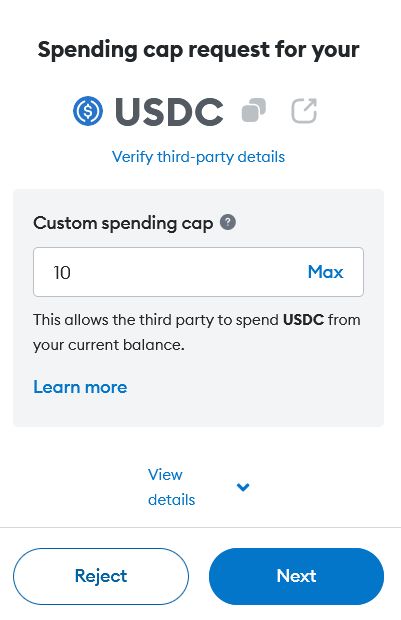 Spending cap request for your
USDC
Verify third-party details
Custom spending cap
10 Max
This allows the third party to spend USDC from
your current balance.
Learn more
View
details
Reject Next